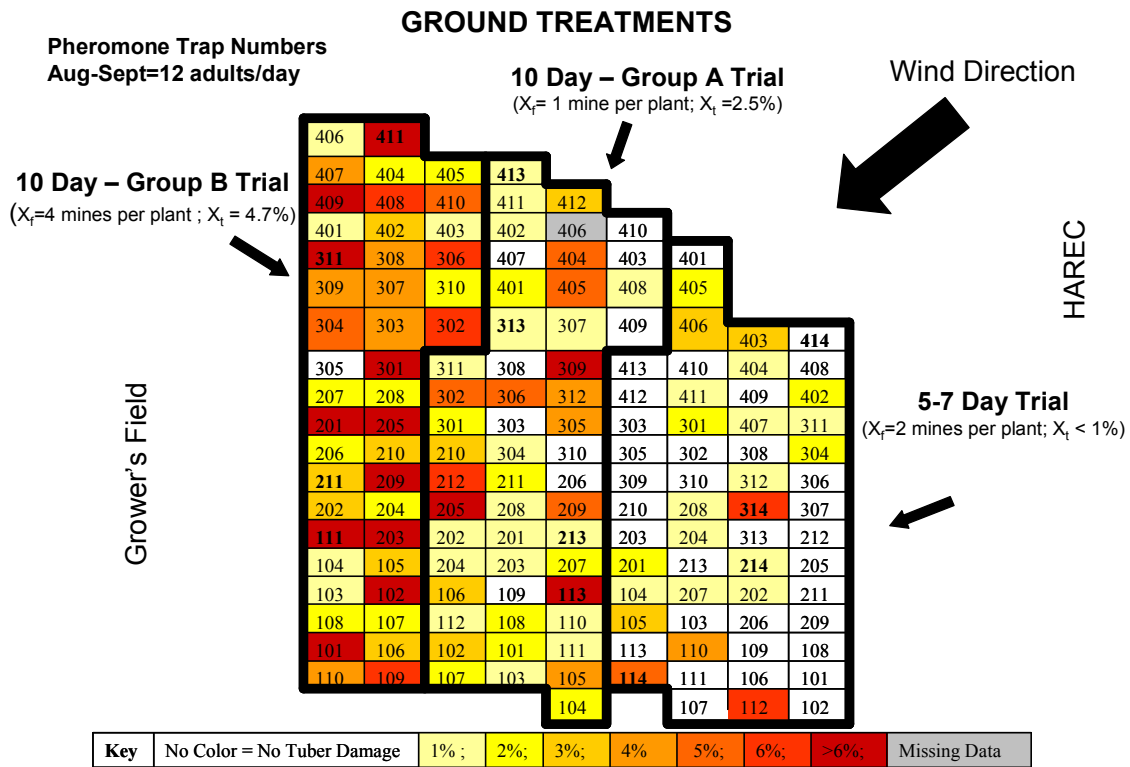 GROUND TREATMENTS
Pheromone Trap Numbers
Aug-Sept=12 adults/day
10 Day – Group A Trial
(Xf= 1 mine per plant; Xt =2.5%)
Wind Direction
10 Day – Group B Trial
(Xf=4 mines per plant ; Xt = 4.7%)
HAREC
5-7 Day Trial
(Xf=2 mines per plant; Xt < 1%)
Grower's Field
406 411
407 404 405 413
409 408 410 411 412
401 402 403 402 406 410
311 308 306 407 404 403 401
309 307 310 401 405 408 405
304 303 302 313 307 409 406 403 414
305 301 311 308 309 413 410 404 408
207 208 302 306 312 412 411 409 402
201 205 301 303 305 303 301 407 311
206 210 210 304 310 305 302 308 304
211 209 212 211 206 309 310 312 306
202 204 205 208 209 210 208 314 307
111 203 202 201 213 203 204 313 212
104 105 204 203 207 201 213 214 205
103 102 106 109 113 104 207 202 211
108 107 112 108 110 105 103 206 209
101 106 102 101 111 113 110 109 108
110 109 107 103 105 114 111 106 101
104 107 112 102
Key No Color = No Tuber Damage 1% ; 2%; 3%; 4% 5%; 6%; >6%; Missing Data